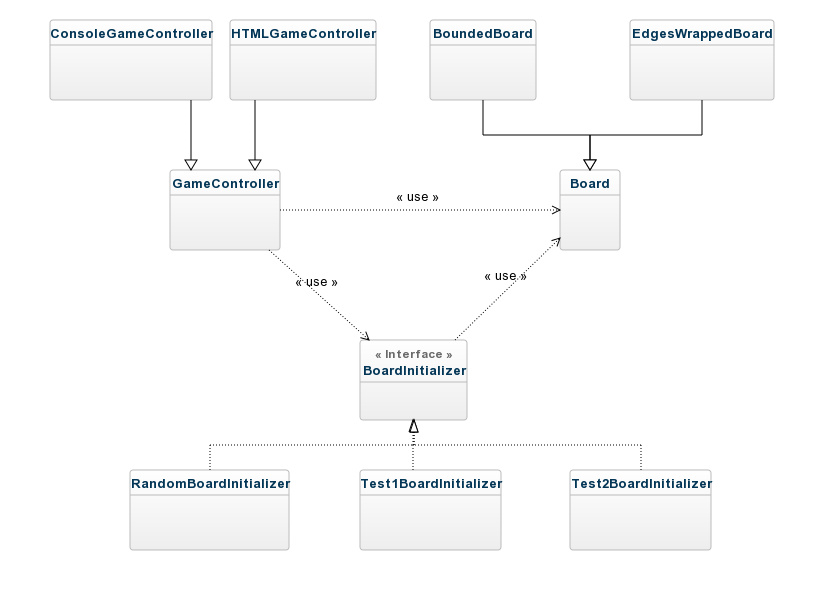 ConsoleGameController
HTMLGameController
BoundedBoard
EdgesWrappedBoard
GameController
« use »
Board
« use »
« use »
« Interface »
BoardInitializer
RandomBoardInitializer
Test1BoardInitializer
Test2BoardInitializer